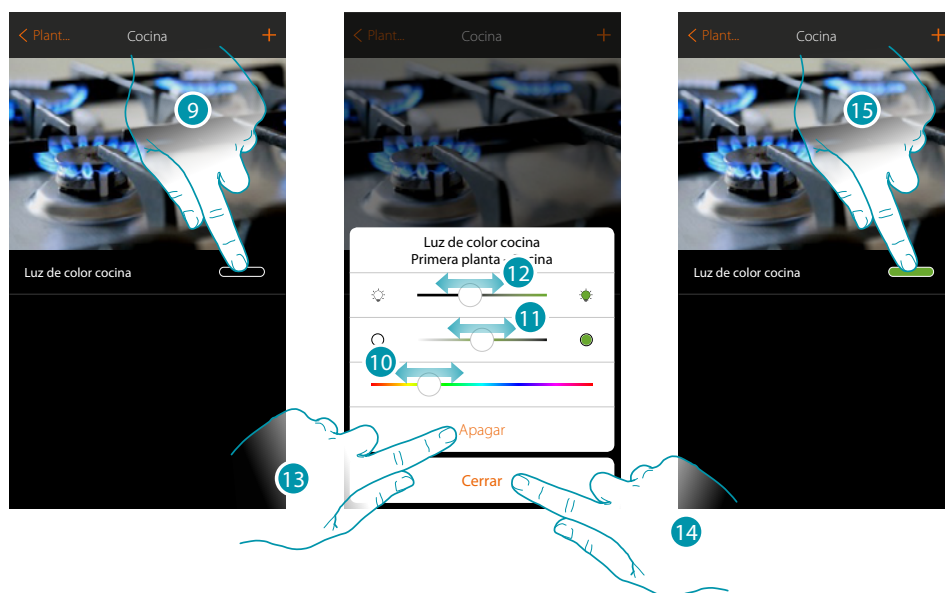 Plant...
Cocina
+
9
Luz de color cocina
Plant...
Cocina
+
Luz de color cocina
Primera planta
12
11
10
Apagar
13
Cerrar
14
Plant...
Cocina
+
15
Luz de color cocina